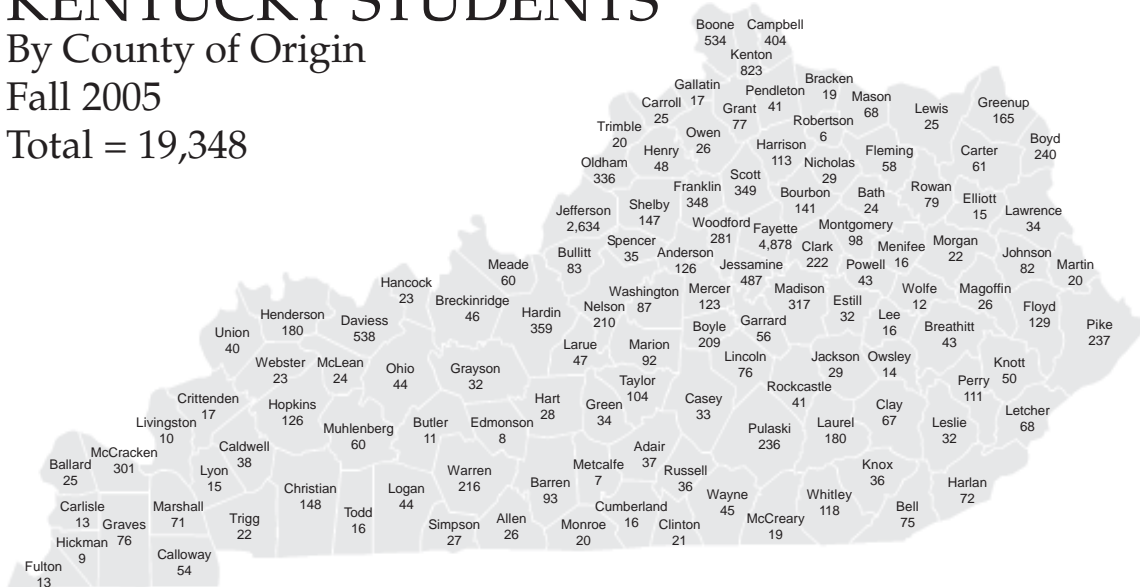 KENTUCKY STUDENTS
By County of Origin
Fall 2005
Total = 19,348
Boone
534
Campbell
404
Kenton
823
Gallatin
17
Pendleton
41
Bracken
19
Mason
68
Carroll
25
Grant
77
Robertson
6
Lewis
25
Greenup
165
Trimble
20
Owen
26
Henry
48
Harrison
113
Nicholas
29
Fleming
58
Carter
61
Boyd
240
Oldham
336
Scott
349
Franklin
348
Bourbon
141
Bath
24
Rowan
79
Elliott
15
Lawrence
34
Jefferson
2,634
Shelby
147
Woodford
281
Fayette
4,878
Montgomery
98
Clark
222
Menifee
16
Morgan
22
Johnson
82
Martin
20
Bullitt
83
Spencer
35
Anderson
126
Jessamine
487
Powell
43
Meade
60
Hancock
23
Breckinridge
46
Hardin
359
Nelson
210
Washington
87
Mercer
123
Madison
317
Estill
32
Wolfe
12
Magoffin
26
Floyd
129
Pike
237
Lee
16
Breathitt
43
Boyle
209
Garrard
56
Henderson
180
Daviess
538
Union
40
Webster
23
McLean
24
Ohio
44
Grayson
32
Larue
47
Marion
92
Lincoln
76
Jackson
29
Owsley
14
Knott
50
Perry
111
Taylor
104
Rockcastle
41
Crittenden
17
Hopkins
126
Hart
28
Green
34
Casey
33
Clay
67
Letcher
68
Livingston
10
Muhlenberg
60
Butler
11
Edmonson
8
Pulaski
236
Laurel
180
Leslie
32
Caldwell
38
Adair
37
McCracken
301
Ballard
25
Lyon
15
Warren
216
Metcalfe
7
Russell
36
Knox
36
Barren
93
Harlan
72
Christian
148
Logan
44
Carlisle
13
Graves
76
Marshall
71
Trigg
22
Todd
16
Simpson
27
Allen
26
Monroe
20
Cumberland
16
Clinton
21
Wayne
45
McCreary
19
Whitley
118
Bell
75
Hickman
9
Calloway
54
Fulton
13